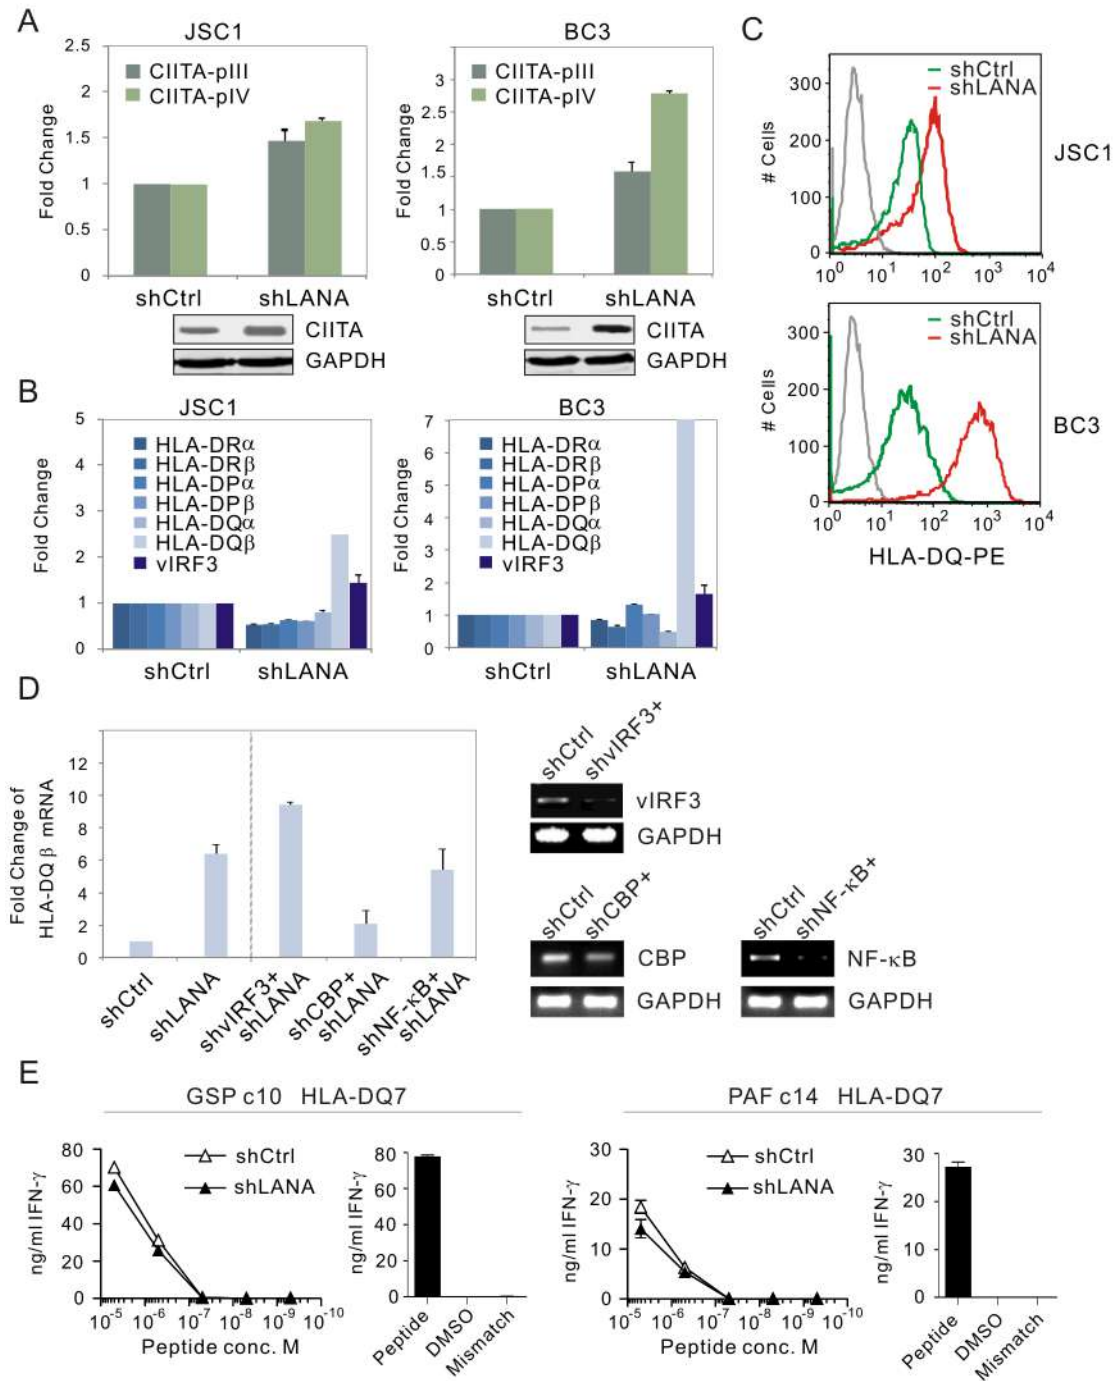 A
JSC1
2.5
2
1.5
1
0.5
0
Fold Change
CIITA-pIII
CIITA-pIV
shCtrl
shLANA
CIITA
GAPDH
BC3
3
2.5
2
1.5
1
0.5
0
Fold Change
CIITA-pIII
CIITA-pIV
shCtrl
shLANA
CIITA
GAPDH
C
300
200
100
0
# Cells
shCtrl
shLANA
JSC1
10^0 10^1 10^2 10^3 10^4
300
200
100
0
# Cells
shCtrl
shLANA
BC3
10^0 10^1 10^2 10^3 10^4
HLA-DQ-PE
B
JSC1
5
4
3
2
1
0
Fold Change
HLA-DRα
HLA-DRβ
HLA-DPα
HLA-DPβ
HLA-DQα
HLA-DQβ
vIRF3
shCtrl
shLANA
BC3
7
6
5
4
3
2
1
0
Fold Change
HLA-DRα
HLA-DRβ
HLA-DPα
HLA-DPβ
HLA-DQα
HLA-DQβ
vIRF3
shCtrl
shLANA
D
12
10
8
6
4
2
0
Fold Change of
HLA-DQ β mRNA
shCtrl
shLANA
shvIRF3+
shLANA
shCBP+
shLANA
shNF-κB+
shLANA
shCtrl
shvIRF3+
vIRF3
GAPDH
shCtrl
shCBP+
CBP
GAPDH
shCtrl
shNF-κB+
NF-κB
GAPDH
E
GSP c10 HLA-DQ7
80
60
40
20
0
ng/ml IFN-γ
shCtrl
shLANA
10^-5 10^-6 10^-7 10^-8 10^-9 10^-10
Peptide conc. M
80
60
40
20
0
ng/ml IFN-γ
Peptide
DMSO
Mismatch
PAF c14 HLA-DQ7
30
20
10
0
ng/ml IFN-γ
shCtrl
shLANA
10^-5 10^-6 10^-7 10^-8 10^-9 10^-10
Peptide conc. M
30
20
10
0
ng/ml IFN-γ
Peptide
DMSO
Mismatch